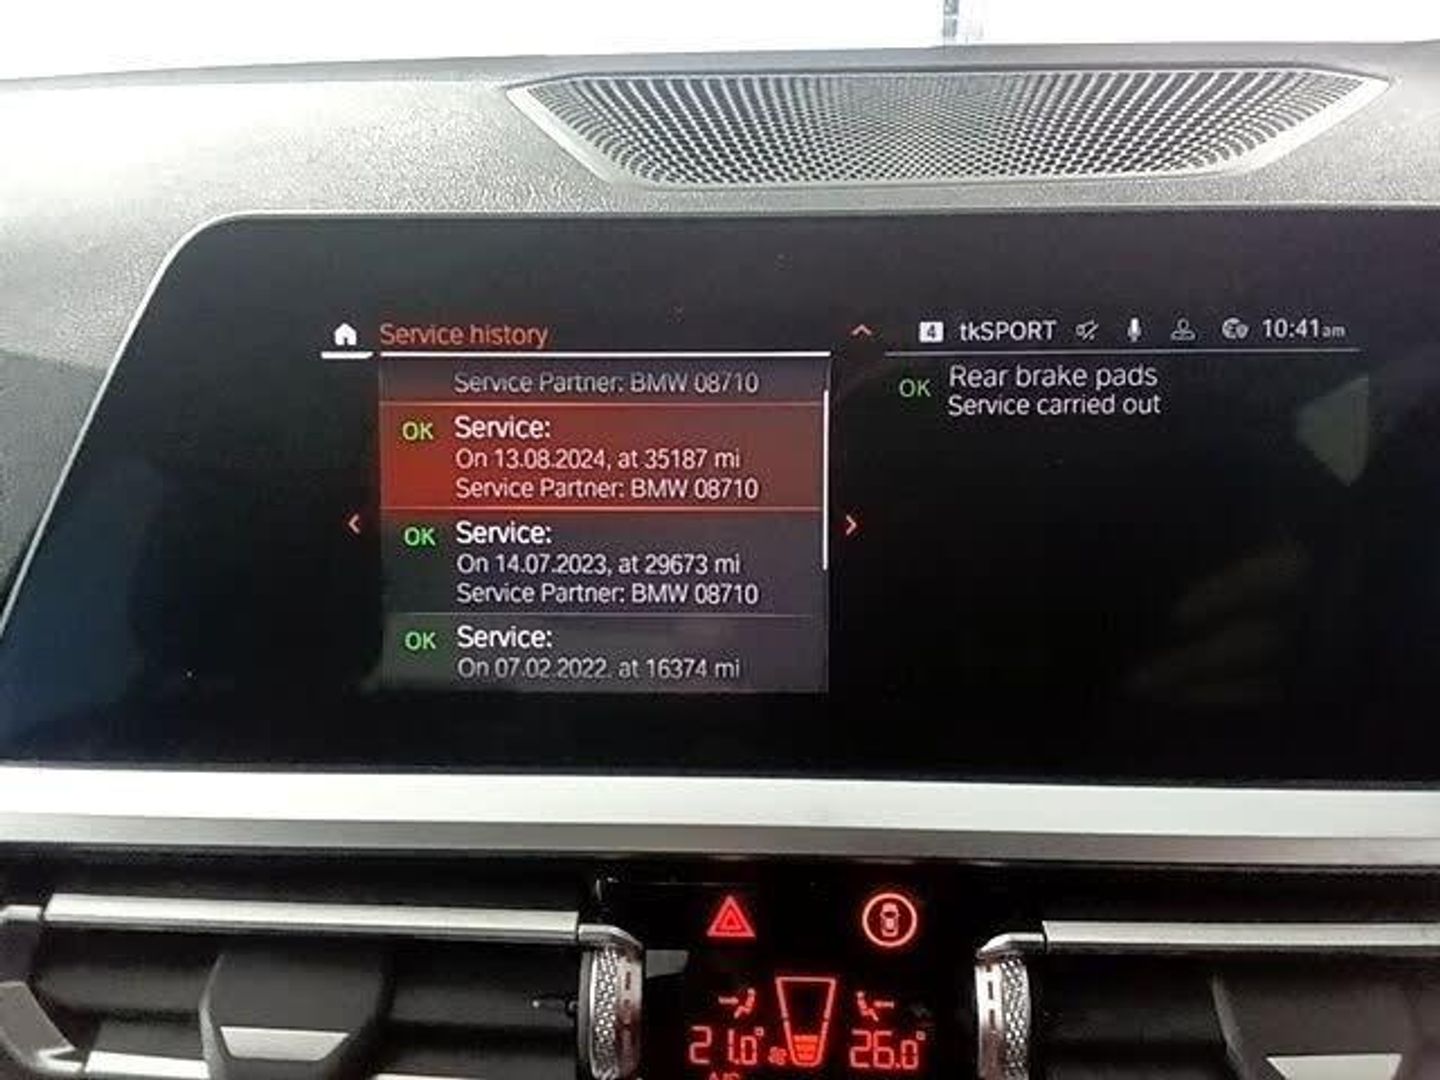 Service history
4 tkSPORT 10:41am
Service Partner: BMW 08710
OK Service:
On 13.08.2024, at 35187 mi
Service Partner: BMW 08710
OK Service:
On 14.07.2023, at 29673 mi
Service Partner: BMW 08710
OK Service:
On 07.02.2022. at 16374 mi
OK Rear brake pads
Service carried out
21.0°
26.0°